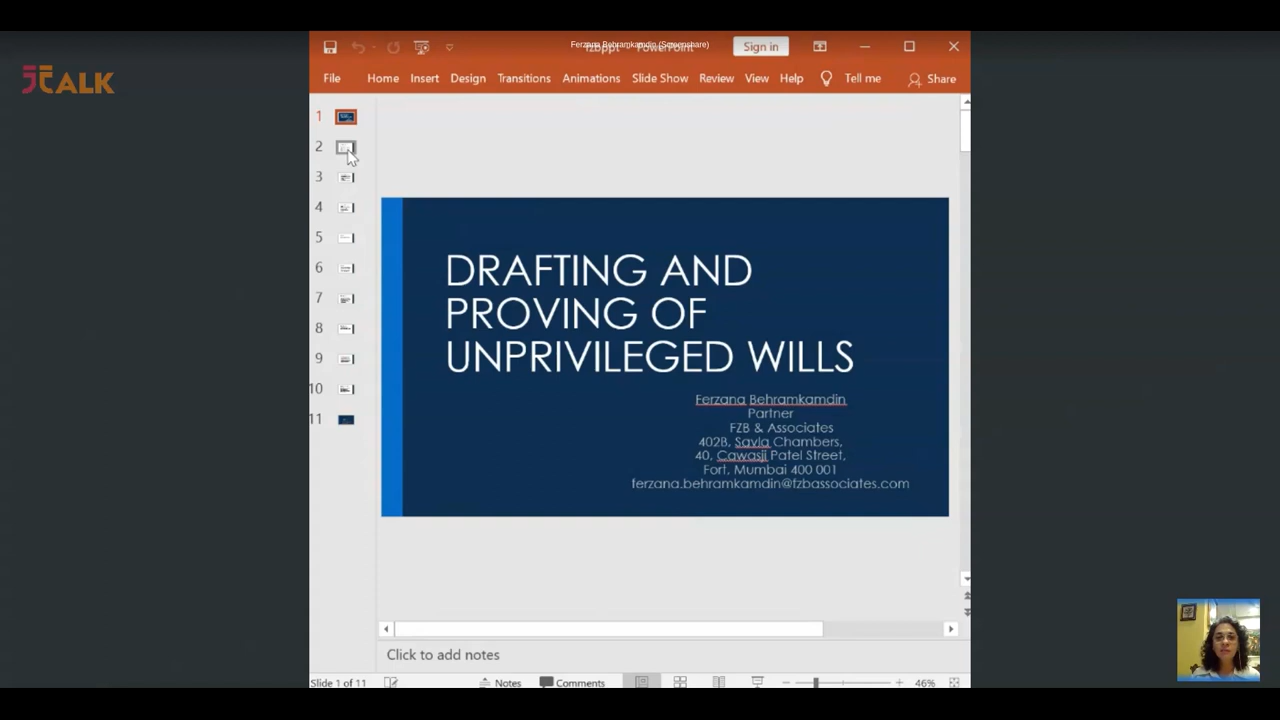 Ferzana Behramkamdin (Screenshare)
Sign in
File Home Insert Design Transitions Animations Slide Show Review View Help Tell me Share
TALK
1
2
3
4
5
6
7
8
9
10
11
DRAFTING AND
PROVING OF
UNPRIVILEGED WILLS
Ferzana Behramkamdin
Partner
FZB & Associates
402B, Savla Chambers,
40, Cawasji Patel Street,
Fort, Mumbai 400 001
ferzana.behramkamdin@fzbassociates.com
Click to add notes
Slide 1 of 11 Notes Comments 46%